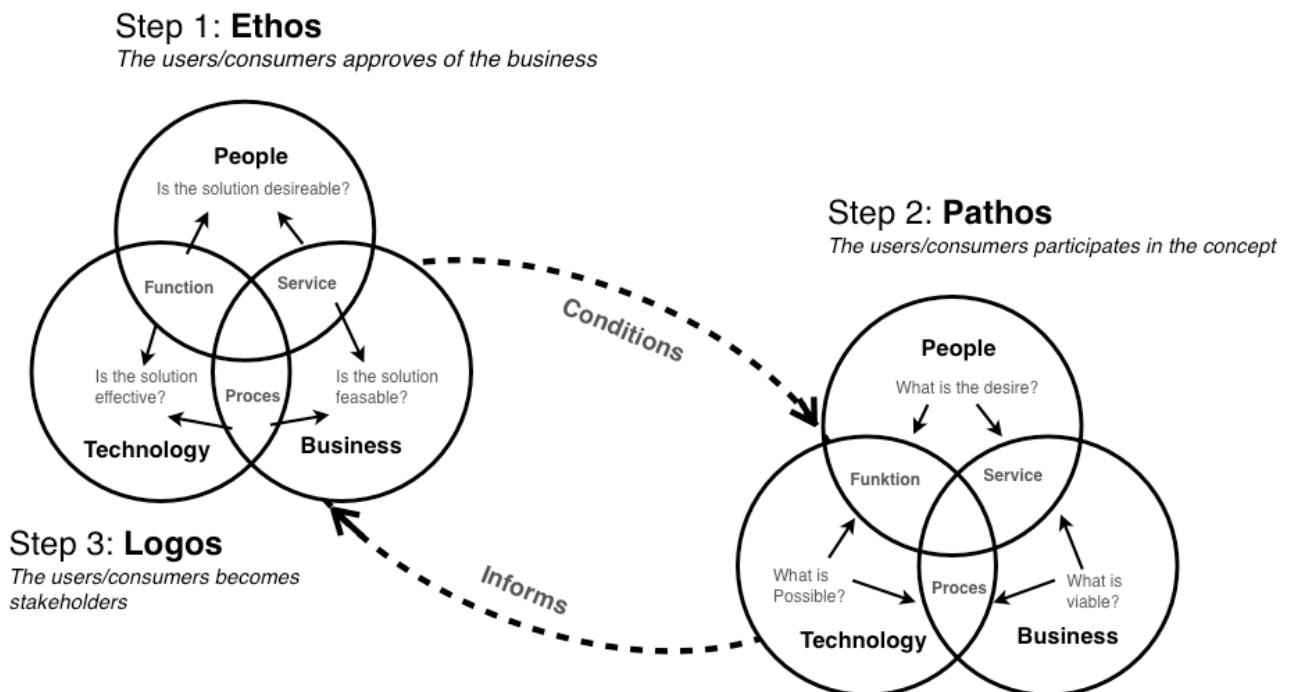 Step 1: Ethos
The users/consumers approves of the business
People
Is the solution desireable?
Function
Service
Is the solution
effective?
Proces
Is the solution
feasable?
Technology
Business
Conditions
Step 2: Pathos
The users/consumers participates in the concept
People
What is the desire?
Funktion
Service
What is
Possible?
Proces
What is
viable?
Technology
Business
Step 3: Logos
The users/consumers becomes
stakeholders
Informs